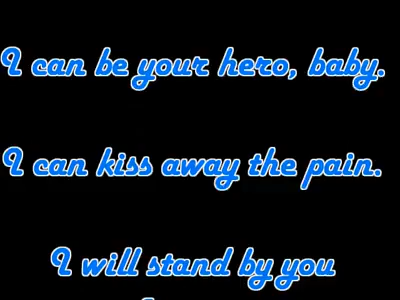 I can be your hero, baby.
I can kiss away the pain.
I will stand by you